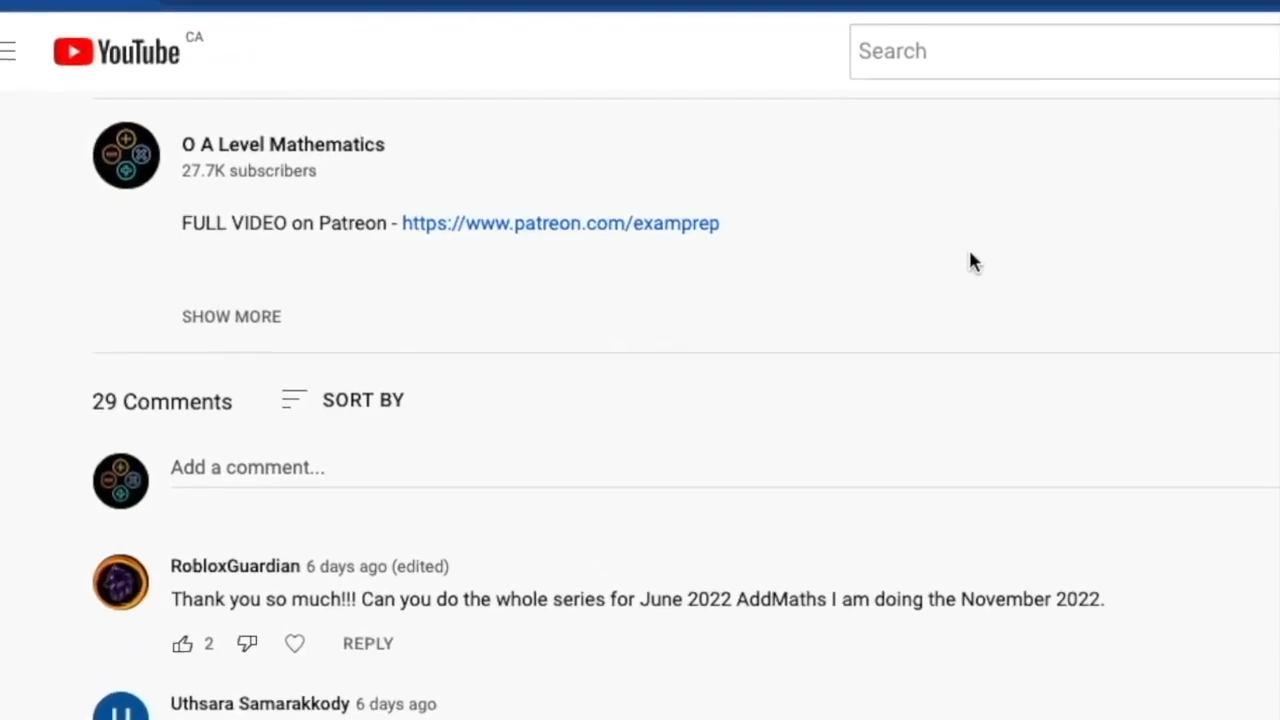 YouTube CA
Search
O A Level Mathematics
27.7K subscribers
FULL VIDEO on Patreon - https://www.patreon.com/examprep
SHOW MORE
29 Comments SORT BY
Add a comment...
RobloxGuardian 6 days ago (edited)
Thank you so much!!! Can you do the whole series for June 2022 AddMaths I am doing the November 2022.
2 REPLY
Uthsara Samarakkody 6 days ago
U